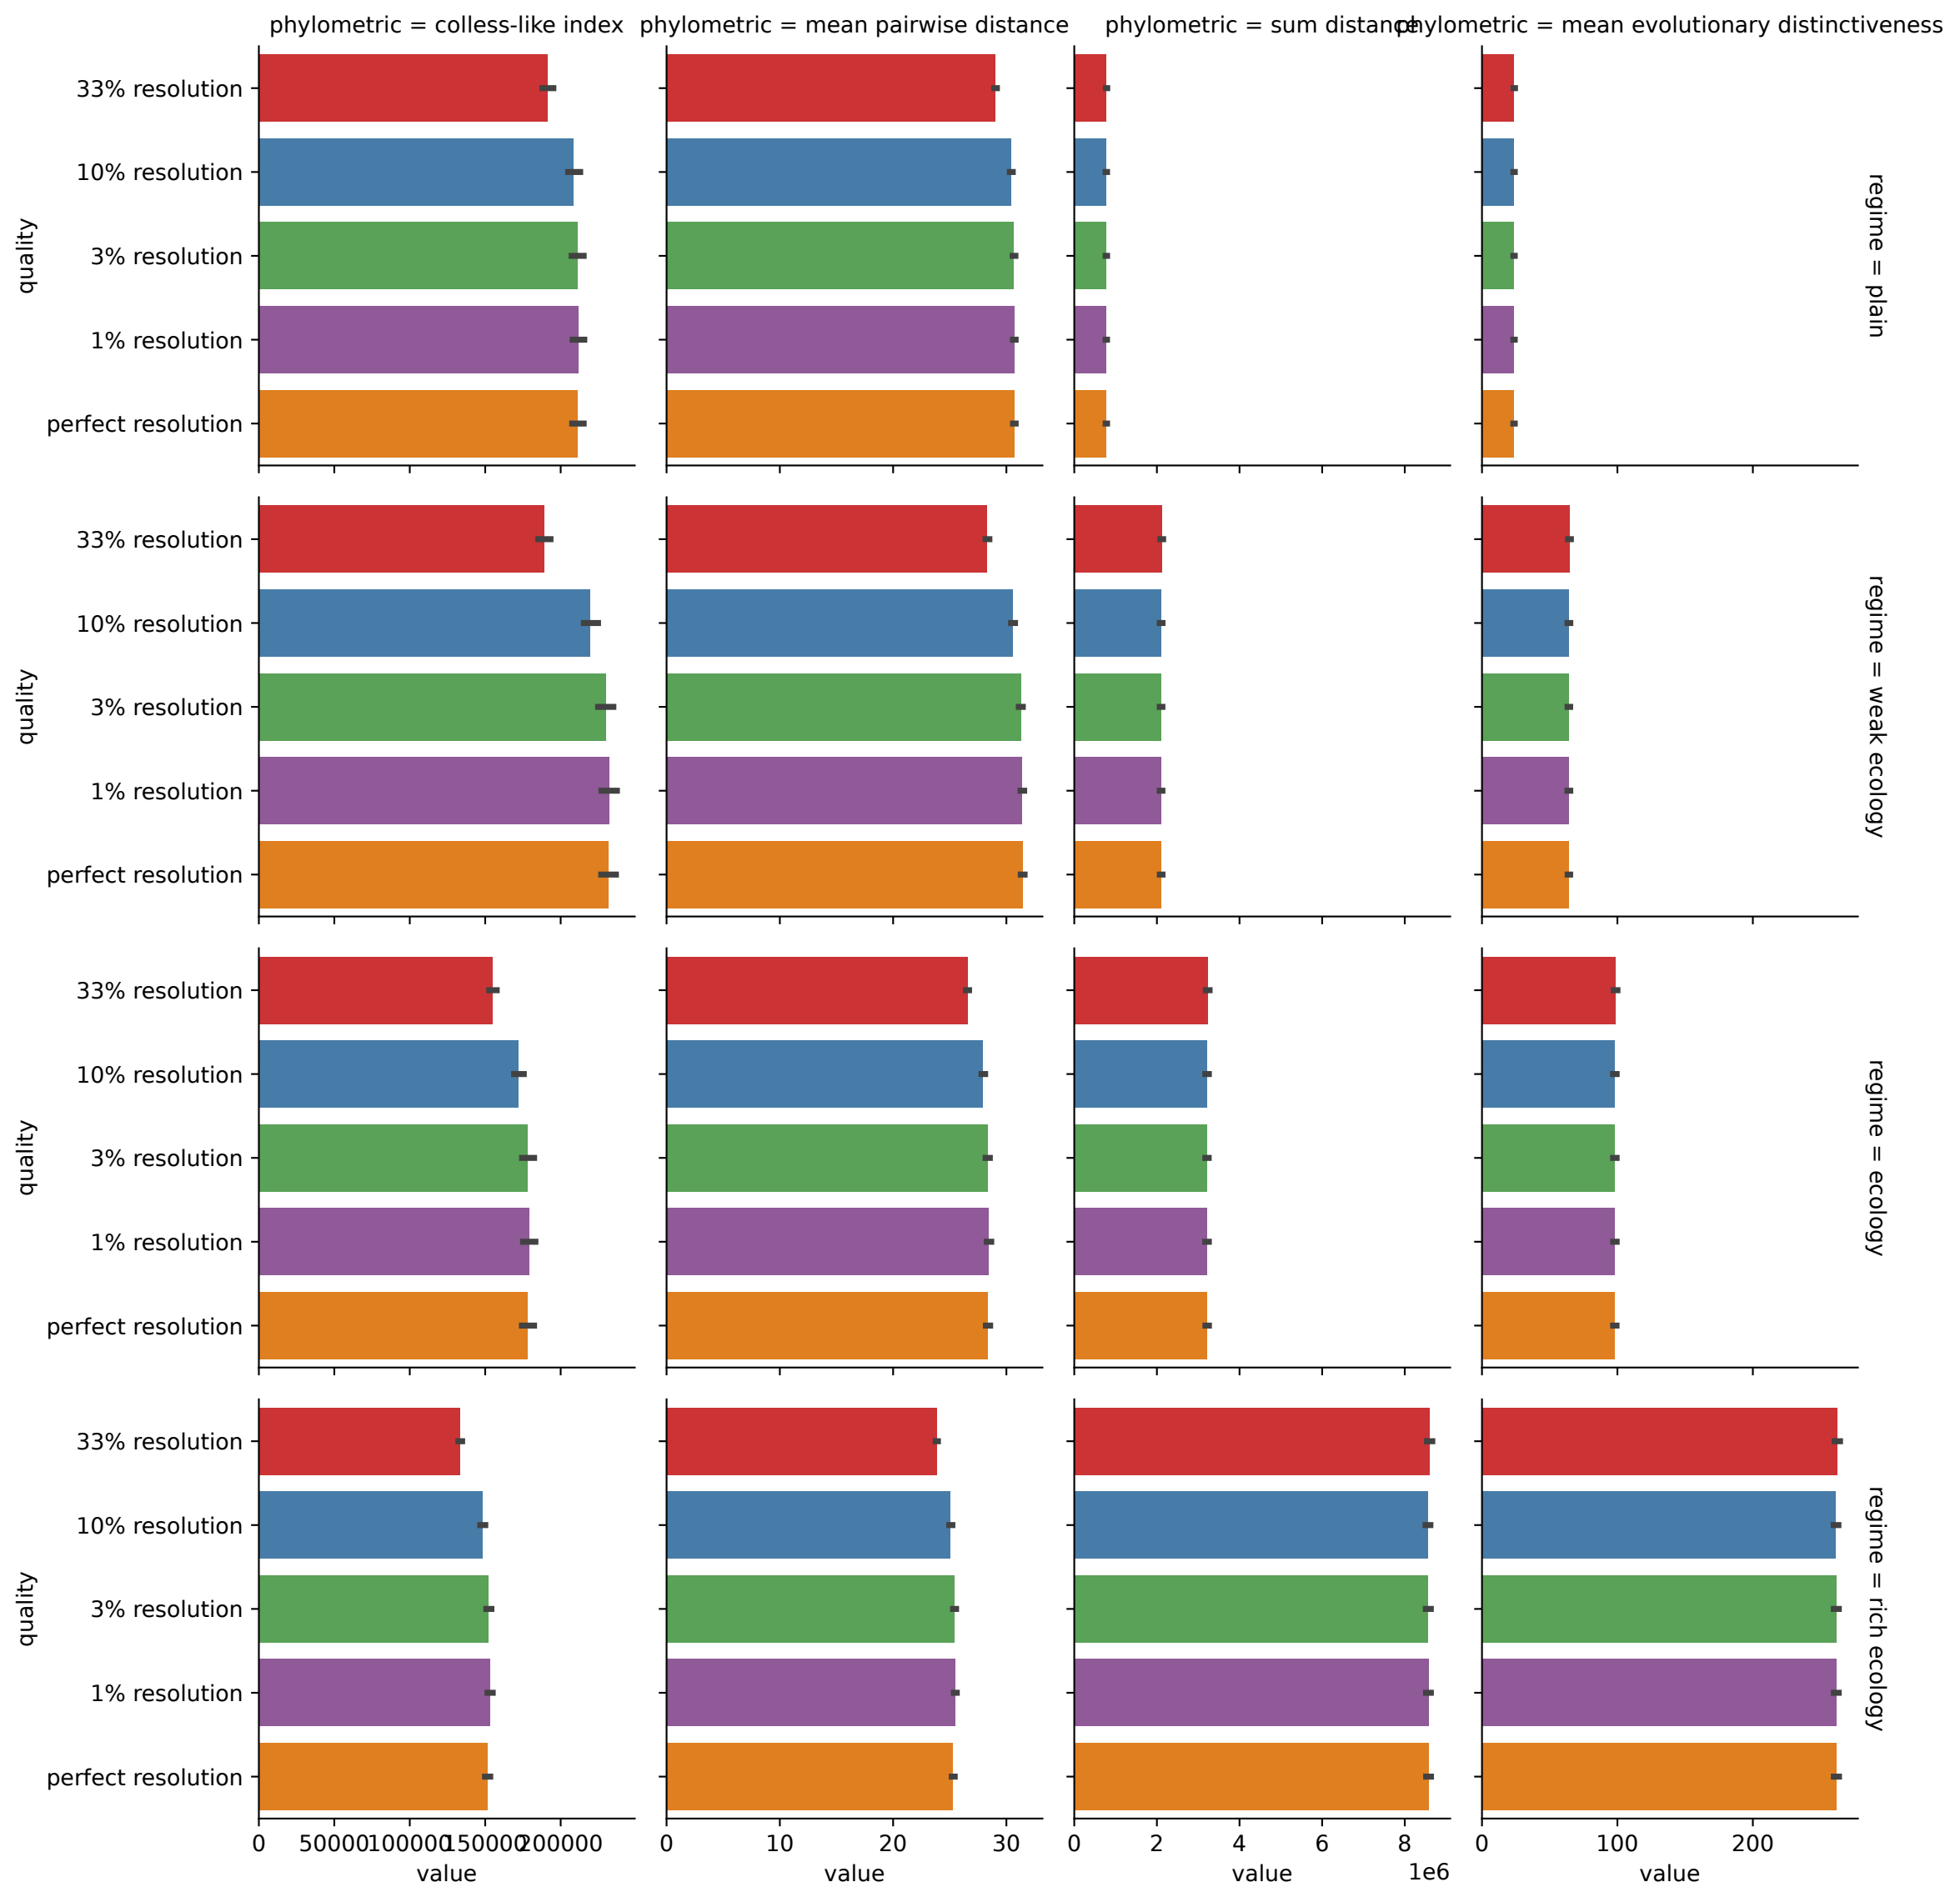 phylometric = colless-like index
phylometric = mean pairwise distance
phylometric = sum distance
phylometric = mean evolutionary distinctiveness
33% resolution
10% resolution
3% resolution
1% resolution
perfect resolution
quality
regime = plain
33% resolution
10% resolution
3% resolution
1% resolution
perfect resolution
quality
regime = weak ecology
33% resolution
10% resolution
3% resolution
1% resolution
perfect resolution
quality
regime = ecology
33% resolution
10% resolution
3% resolution
1% resolution
perfect resolution
quality
regime = rich ecology
0 50000 100000 150000 200000
value
0 10 20 30
value
0 2 4 6 8
1e6
value
0 100 200
value